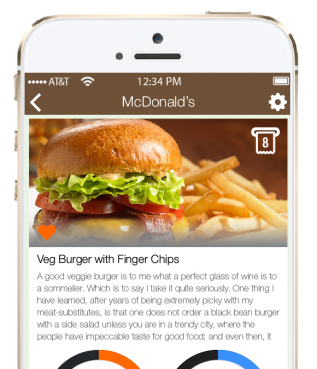 AT&T 12:34 PM
McDonald's
8
Veg Burger with Finger Chips
A good veggie burger is to me what a perfect glass of wine is to
a sommelier. Which is to say I take it quite seriously. One thing I
have learned, after years of being extremely picky with my
meat-substitutes, is that one does not order a black bean burger
with a side salad unless you are in a trendy city, where the
people have impeccable taste for good food; and even then, It